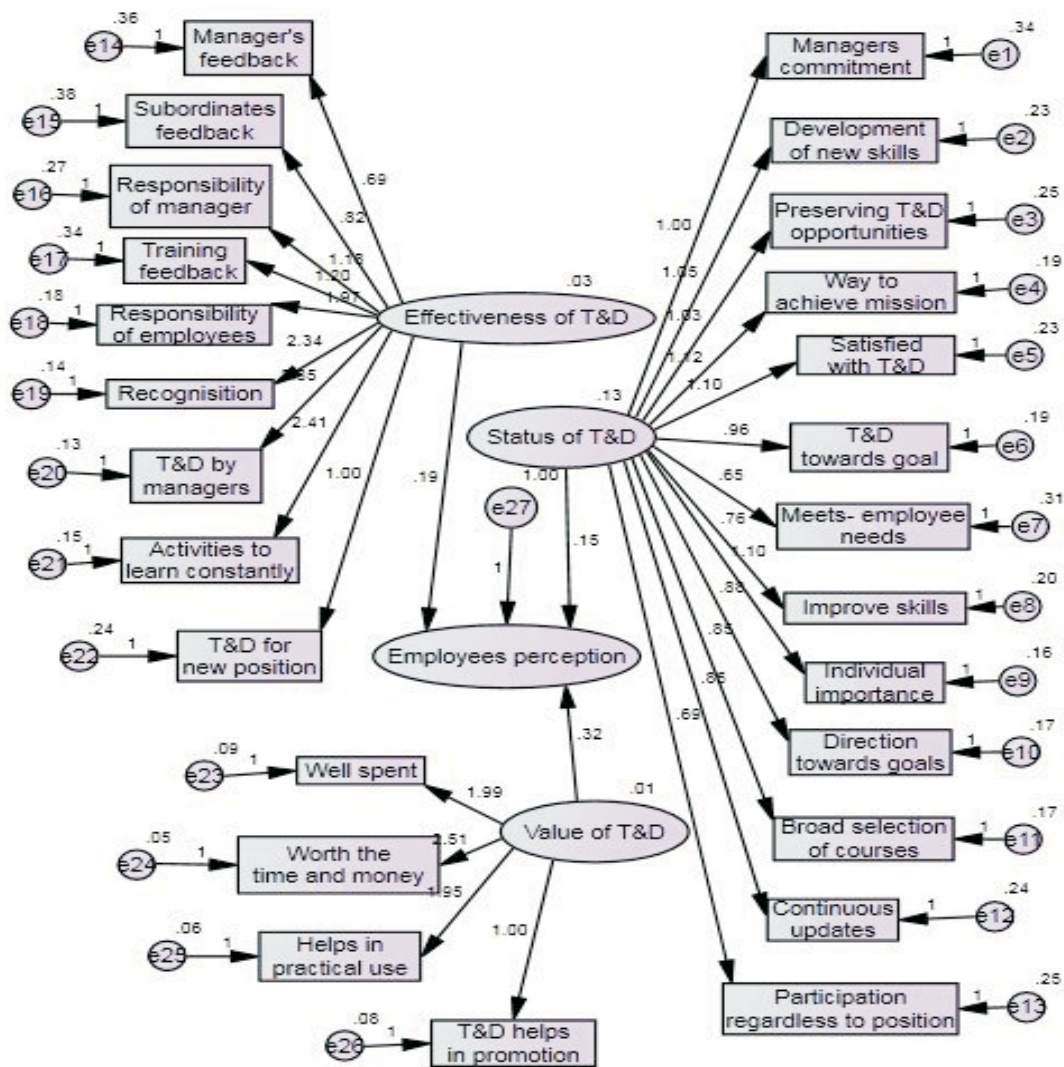 .36
e14
1
Manager's
feedback
.38
e15
1
Subordinates
feedback
.27
e16
1
Responsibility
of manager
.34
e17
1
Training
feedback
.18
e18
1
Responsibility
of employees
.14
e19
1
Recognisition
.13
e20
1
T&D by
managers
.15
e21
1
Activities to
learn constantly
.24
e22
1
T&D for
new position
.69
.82
1.20
1.97
2.34
2.41
1.00
.03
Effectiveness of T&D
.19
.13
Status of T&D
1.00
e27
1
.15
Employees perception
.32
.01
Value of T&D
.09
e23
1
Well spent
1.99
.05
e24
1
Worth the
time and money
2.51
.06
e25
1
Helps in
practical use
1.95
.08
e26
1
T&D helps
in promotion
1.00
Managers
commitment
1
e1
.34
Development
of new skills
1
e2
.23
Preserving T&D
opportunities
1
e3
.25
Way to
achieve mission
1
e4
.19
Satisfied
with T&D
1
e5
.23
T&D
towards goal
1
e6
.19
Meets- employee
needs
1
e7
.31
Improve skills
1
e8
.20
Individual
importance
1
e9
.16
Direction
towards goals
1
e10
.17
Broad selection
of courses
1
e11
.17
Continuous
updates
1
e12
.24
Participation
regardless to position
1
e13
.25
1.00
1.05
1.03
1.12
1.10
.96
.65
.76
1.10
.88
.85
.69